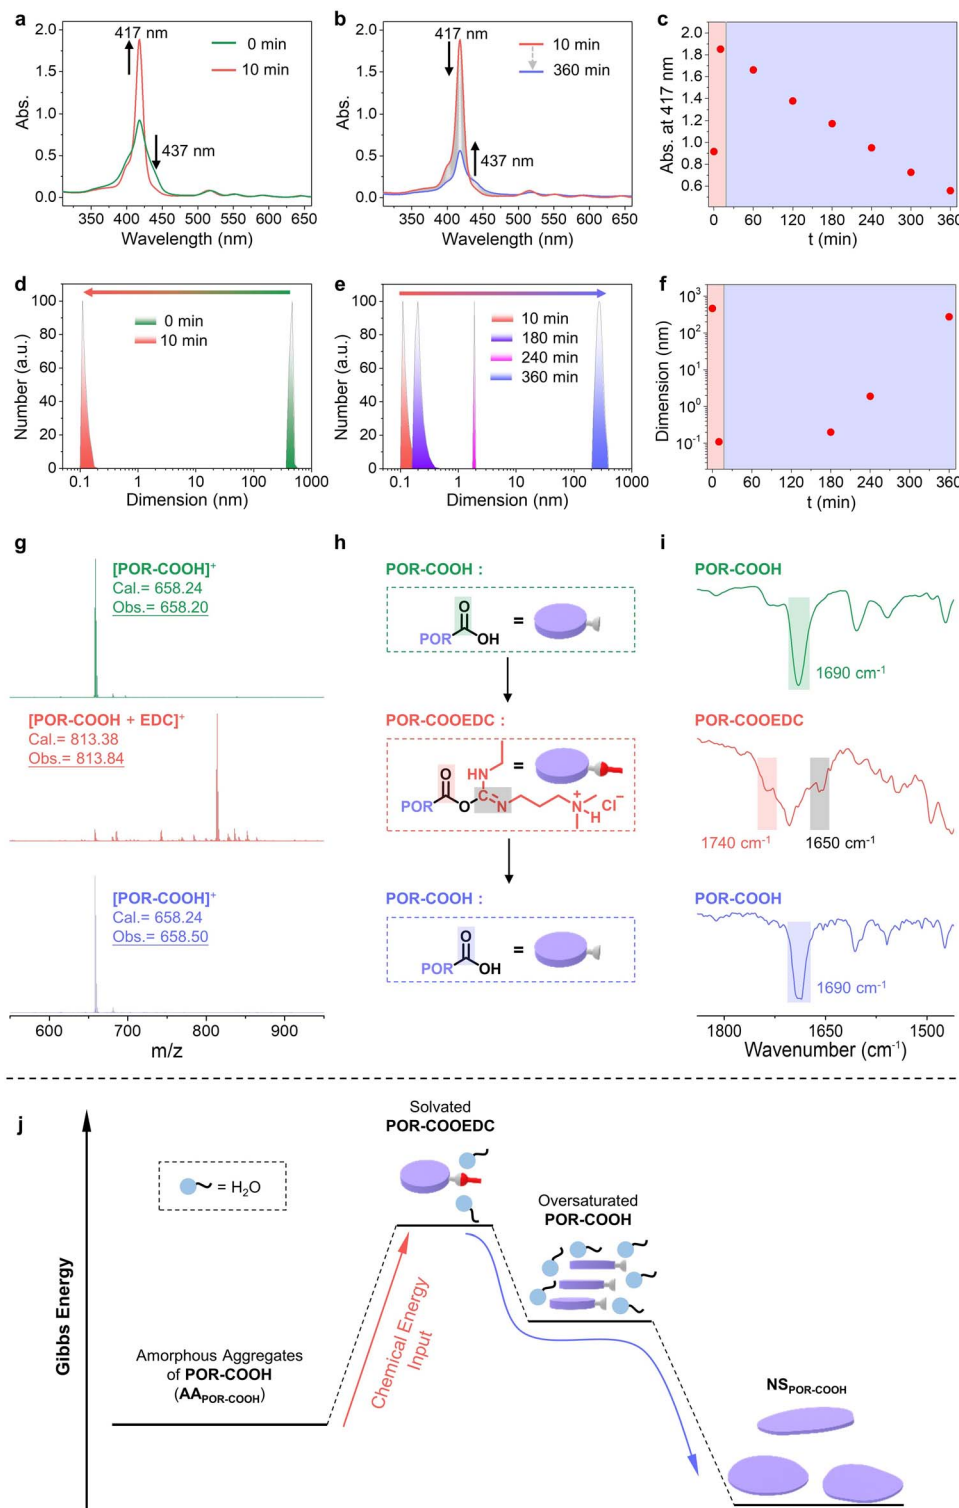 a
417 nm
0 min
10 min
437 nm
2.0
1.5
1.0
0.5
0.0
Abs.
350 400 450 500 550 600 650
Wavelength (nm)
b
417 nm
10 min
360 min
437 nm
2.0
1.5
1.0
0.5
0.0
Abs.
350 400 450 500 550 600 650
Wavelength (nm)
c
2.0
1.8
1.6
1.4
1.2
1.0
0.8
0.6
Abs. at 417 nm
0 60 120 180 240 300 360
t (min)
d
0 min
10 min
100
80
60
40
20
0
Number (a.u.)
0.1 1 10 100 1000
Dimension (nm)
e
10 min
180 min
240 min
360 min
100
80
60
40
20
0
Number (a.u.)
0.1 1 10 100 1000
Dimension (nm)
f
10³
10²
10¹
10⁰
10⁻¹
Dimension (nm)
0 60 120 180 240 300 360
t (min)
g
[POR-COOH]⁺
Cal.= 658.24
Obs.= 658.20
[POR-COOH + EDC]⁺
Cal.= 813.38
Obs.= 813.84
[POR-COOH]⁺
Cal.= 658.24
Obs.= 658.50
600 700 800 900
m/z
h
POR-COOH :
O
POR OH =
POR-COOEDC :
O HN =
POR O C=N N⁺ H Cl⁻
POR-COOH :
O
POR OH =
i
POR-COOH
1690 cm⁻¹
POR-COOEDC
1740 cm⁻¹ 1650 cm⁻¹
POR-COOH
1690 cm⁻¹
1800 1650 1500
Wavenumber (cm⁻¹)
j
Gibbs Energy
= H₂O
Solvated
POR-COOEDC
Oversaturated
POR-COOH
Chemical Energy
Input
Amorphous Aggregates
of POR-COOH
(AA_POR-COOH)
NS_POR-COOH